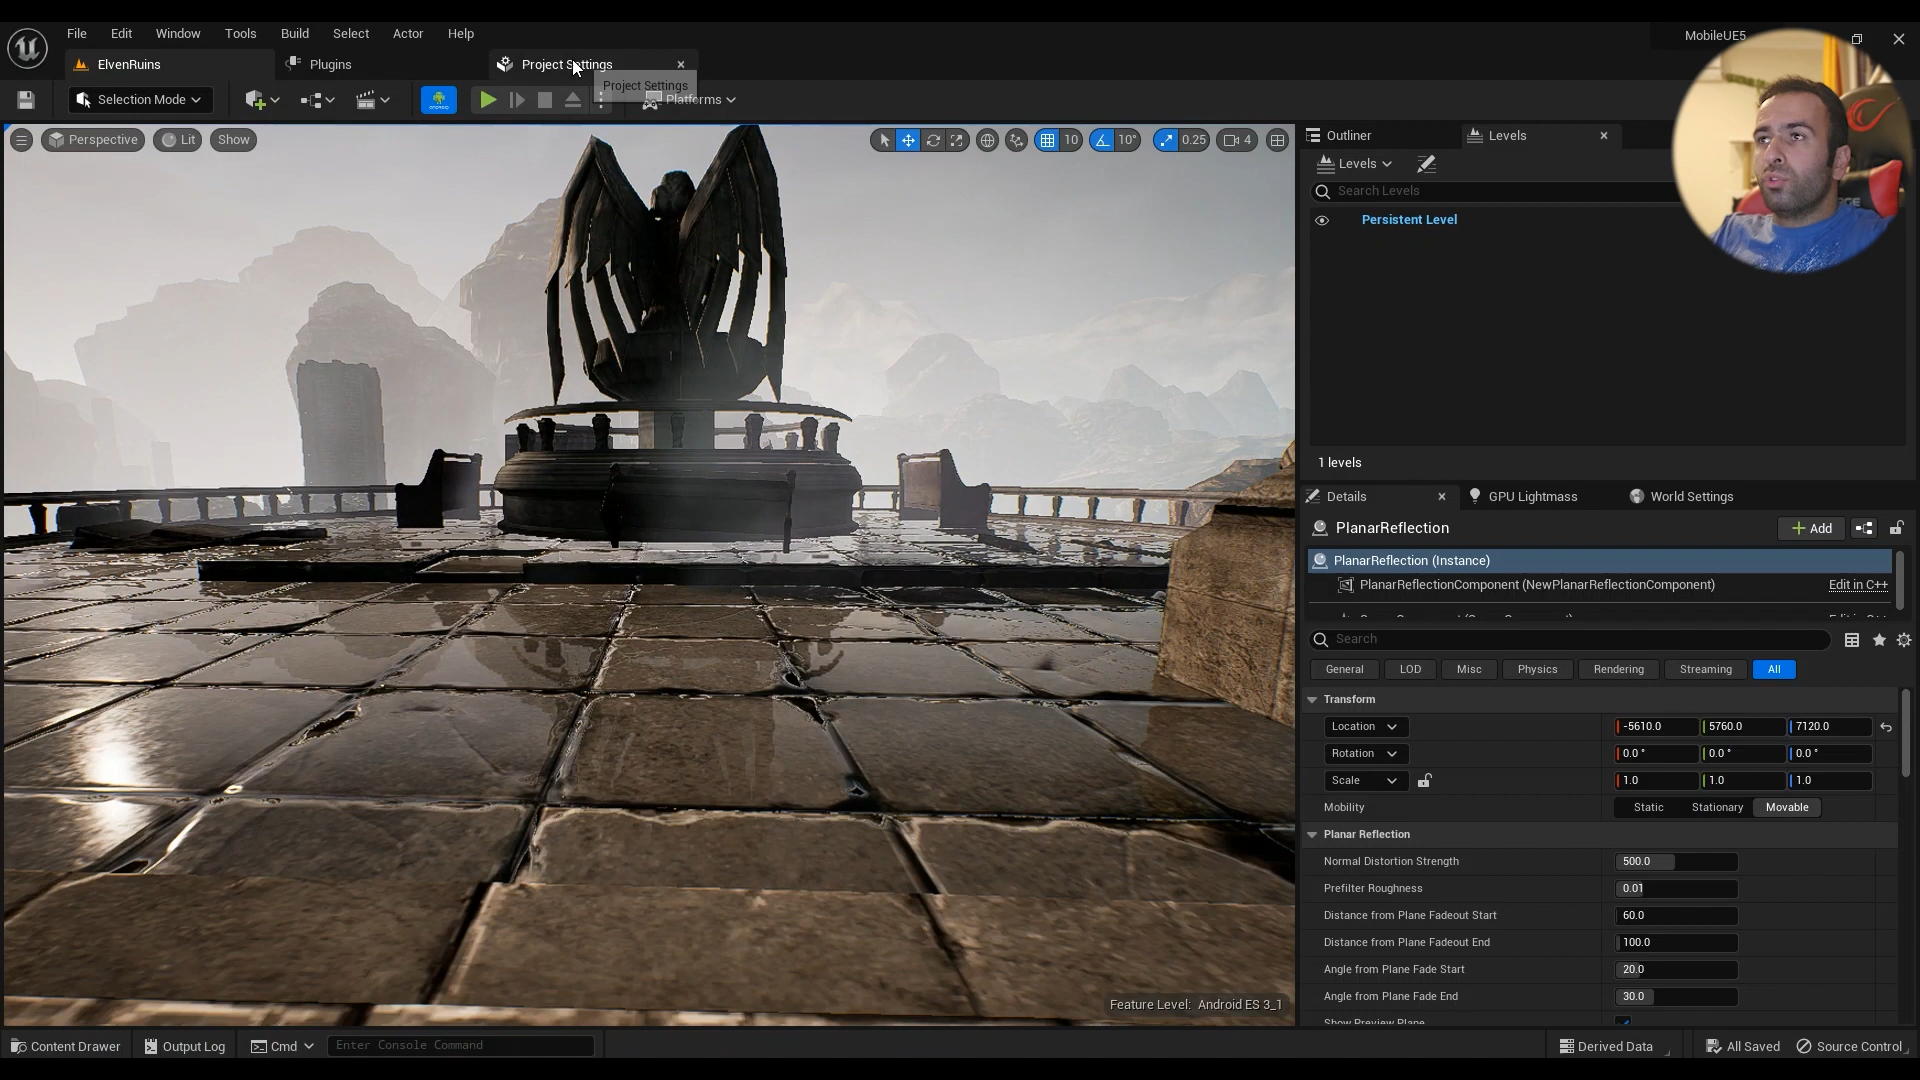 File Edit Window Tools Build Select Actor Help
MobileUE5
ElvenRuins Plugins Project Settings
Selection Mode Platforms
Project Settings
Perspective Lit Show 10 10° 0.25 4
Outliner Levels
Levels
Search Levels
Persistent Level
1 levels
Details GPU Lightmass World Settings
PlanarReflection Add
PlanarReflection (Instance)
PlanarReflectionComponent (NewPlanarReflectionComponent) Edit in C++
Search
General LOD Misc Physics Rendering Streaming All
Transform
Location -5610.0 5760.0 7120.0
Rotation 0.0 ° 0.0 ° 0.0 °
Scale 1.0 1.0 1.0
Mobility Static Stationary Movable
Planar Reflection
Normal Distortion Strength 500.0
Prefilter Roughness 0.01
Distance from Plane Fadeout Start 60.0
Distance from Plane Fadeout End 100.0
Angle from Plane Fade Start 20.0
Angle from Plane Fade End 30.0
Show Preview Plane
Feature Level: Android ES 3_1
Content Drawer Output Log Cmd Enter Console Command Derived Data All Saved Source Control